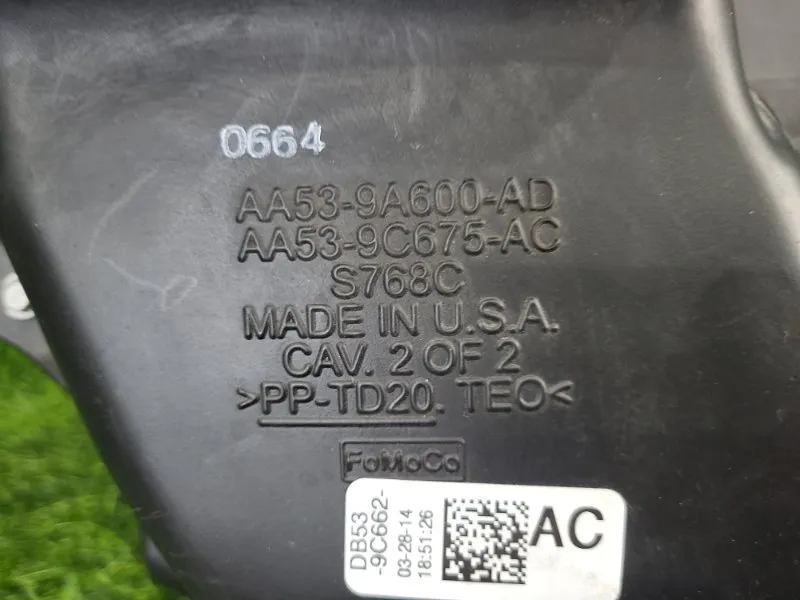 0664
AA53-9A600-AD
AA53-9C675-AC
S768C
MADE IN U.S.A.
CAV. 2 OF 2
>PP-TD20. TEO<
FoMoCo
DB53
-9C662-
03-28-14
18:51:26
AC